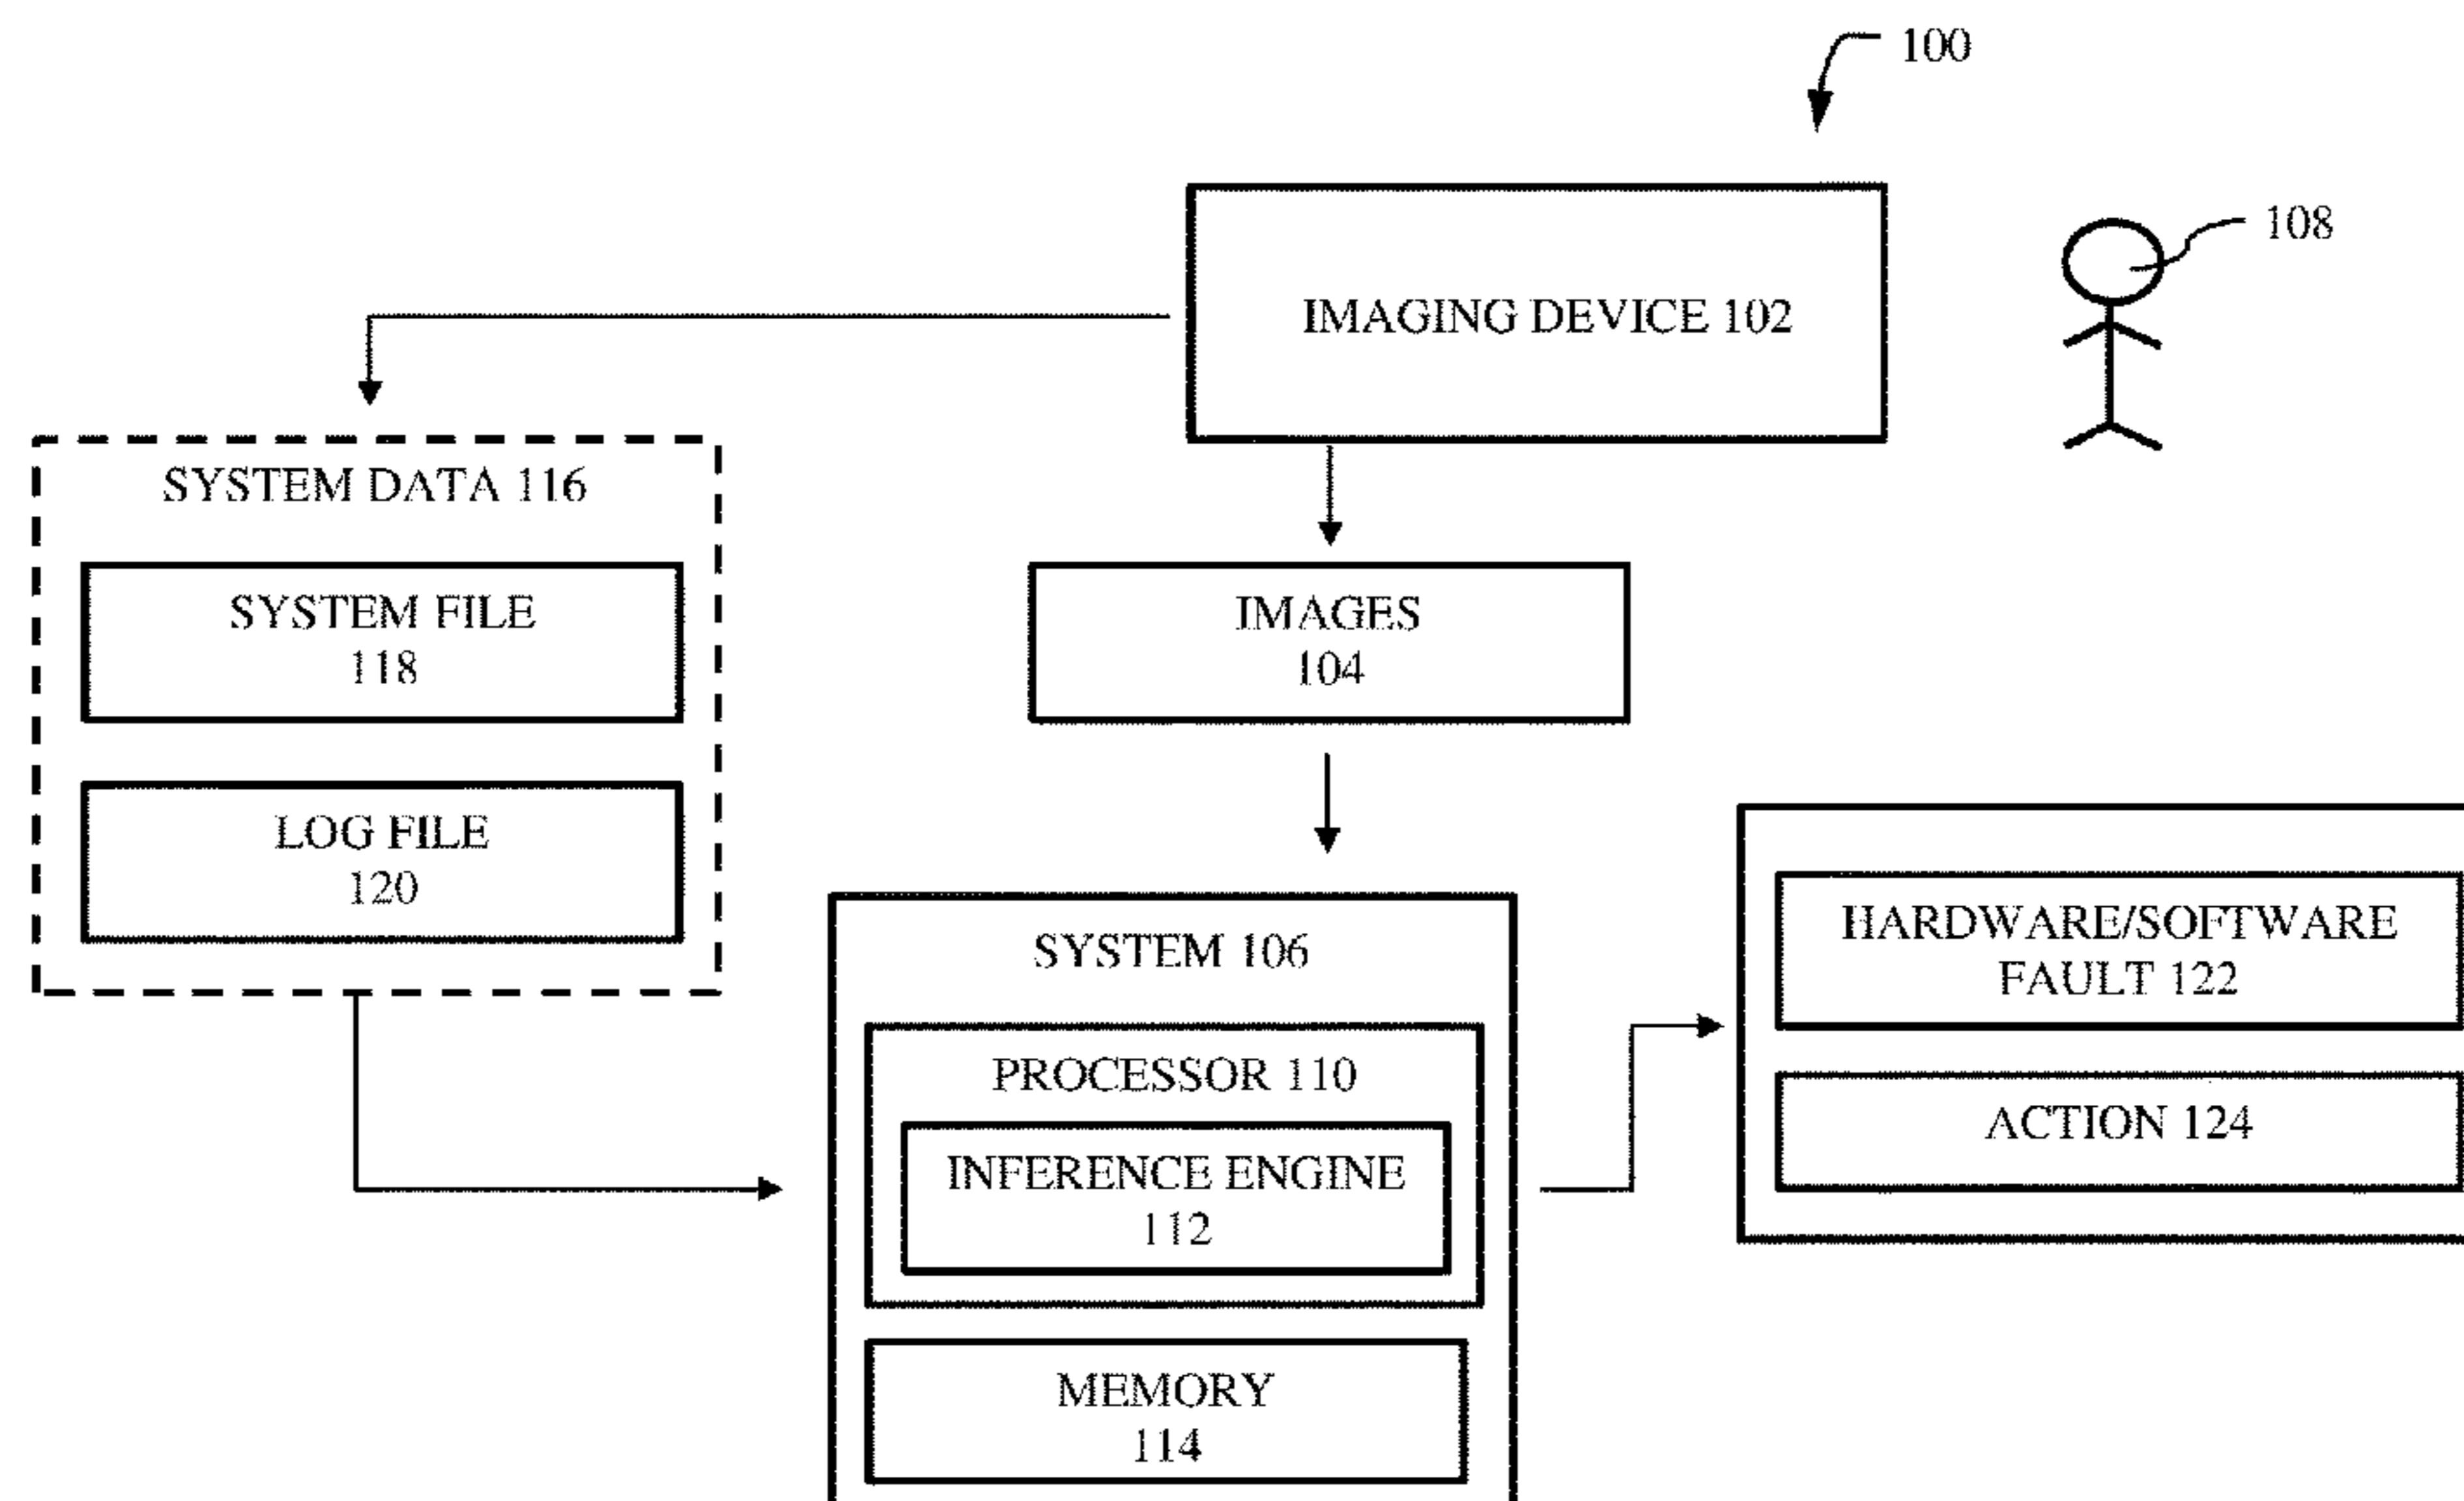 100
108
IMAGING DEVICE 102
SYSTEM DATA 116
SYSTEM FILE
118
LOG FILE
120
IMAGES
104
SYSTEM 106
PROCESSOR 110
INFERENCE ENGINE
112
MEMORY
114
HARDWARE/SOFTWARE
FAULT 122
ACTION 124